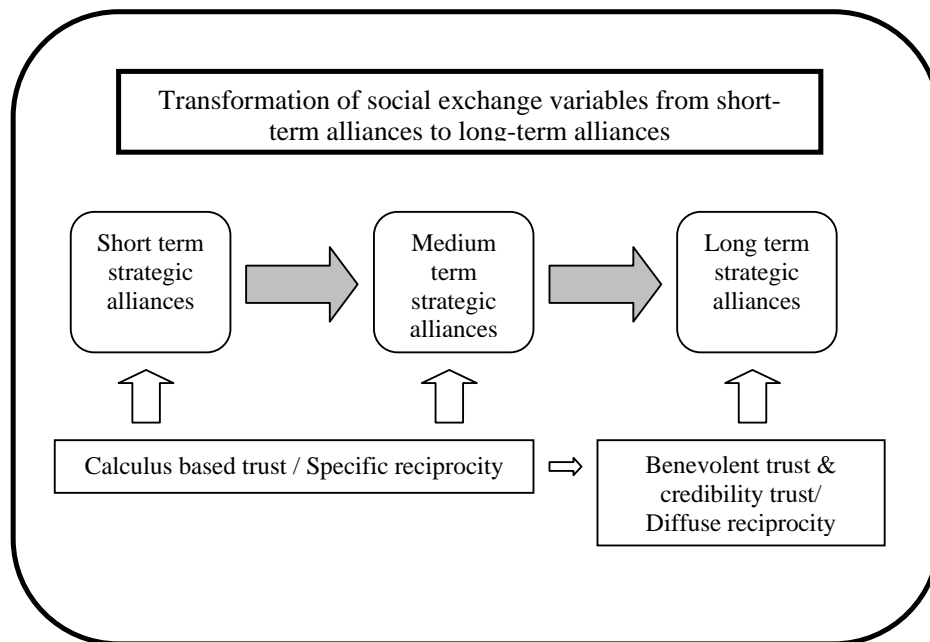 Transformation of social exchange variables from short-
term alliances to long-term alliances
Short term
strategic
alliances
Medium
term
strategic
alliances
Long term
strategic
alliances
Calculus based trust / Specific reciprocity
Benevolent trust &
credibility trust/
Diffuse reciprocity